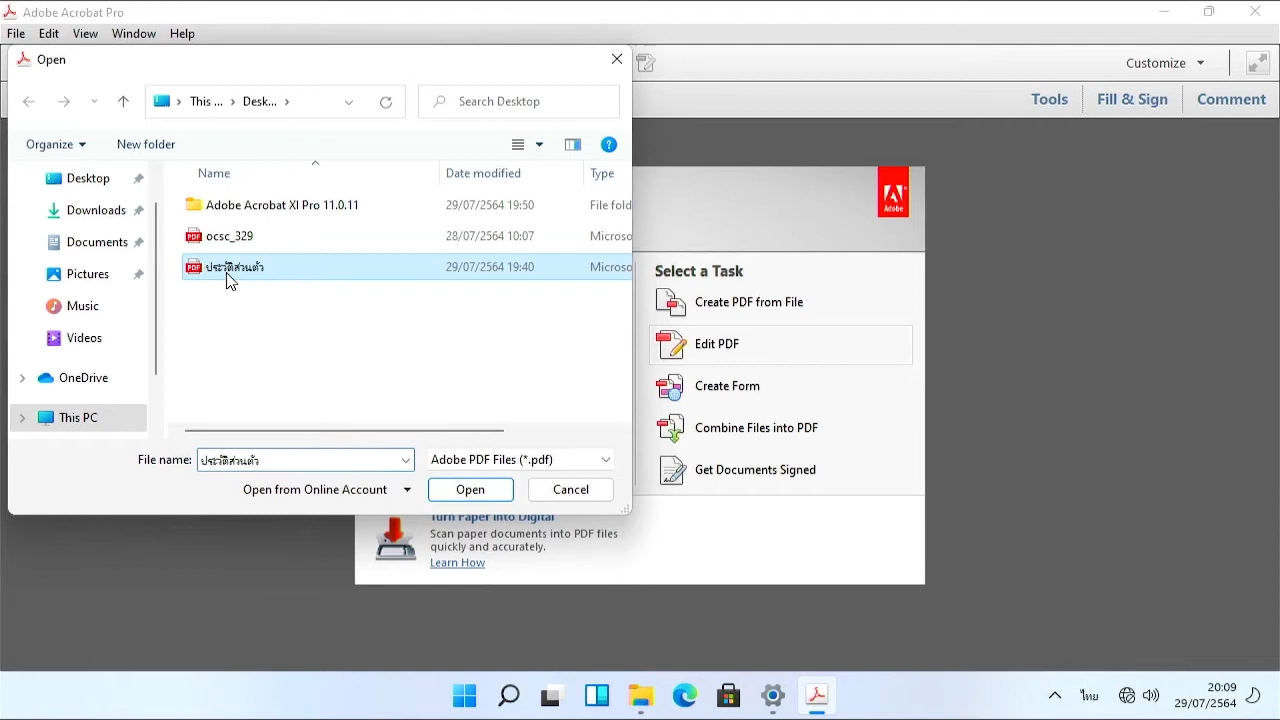 Adobe Acrobat Pro
File Edit View Window Help
Open
Customize
This ... Desk...
Search Desktop
Tools Fill & Sign Comment
Organize New folder
Name Date modified Type
Desktop
Downloads
Documents
Pictures
Music
Videos
OneDrive
This PC
Adobe Acrobat XI Pro 11.0.11 29/07/2564 19:50 File fold
ocsc_329 28/07/2564 10:07 Microso
ประวัติส่วนตัว 29/07/2564 19:40 Microso
File name: ประวัติส่วนตัว Adobe PDF Files (*.pdf)
Open from Online Account Open Cancel
Adobe
Select a Task
Create PDF from File
Edit PDF
Create Form
Combine Files into PDF
Get Documents Signed
Turn Paper into Digital
Scan paper documents into PDF files
quickly and accurately.
Learn How
ไทย
20:09
29/07/2564